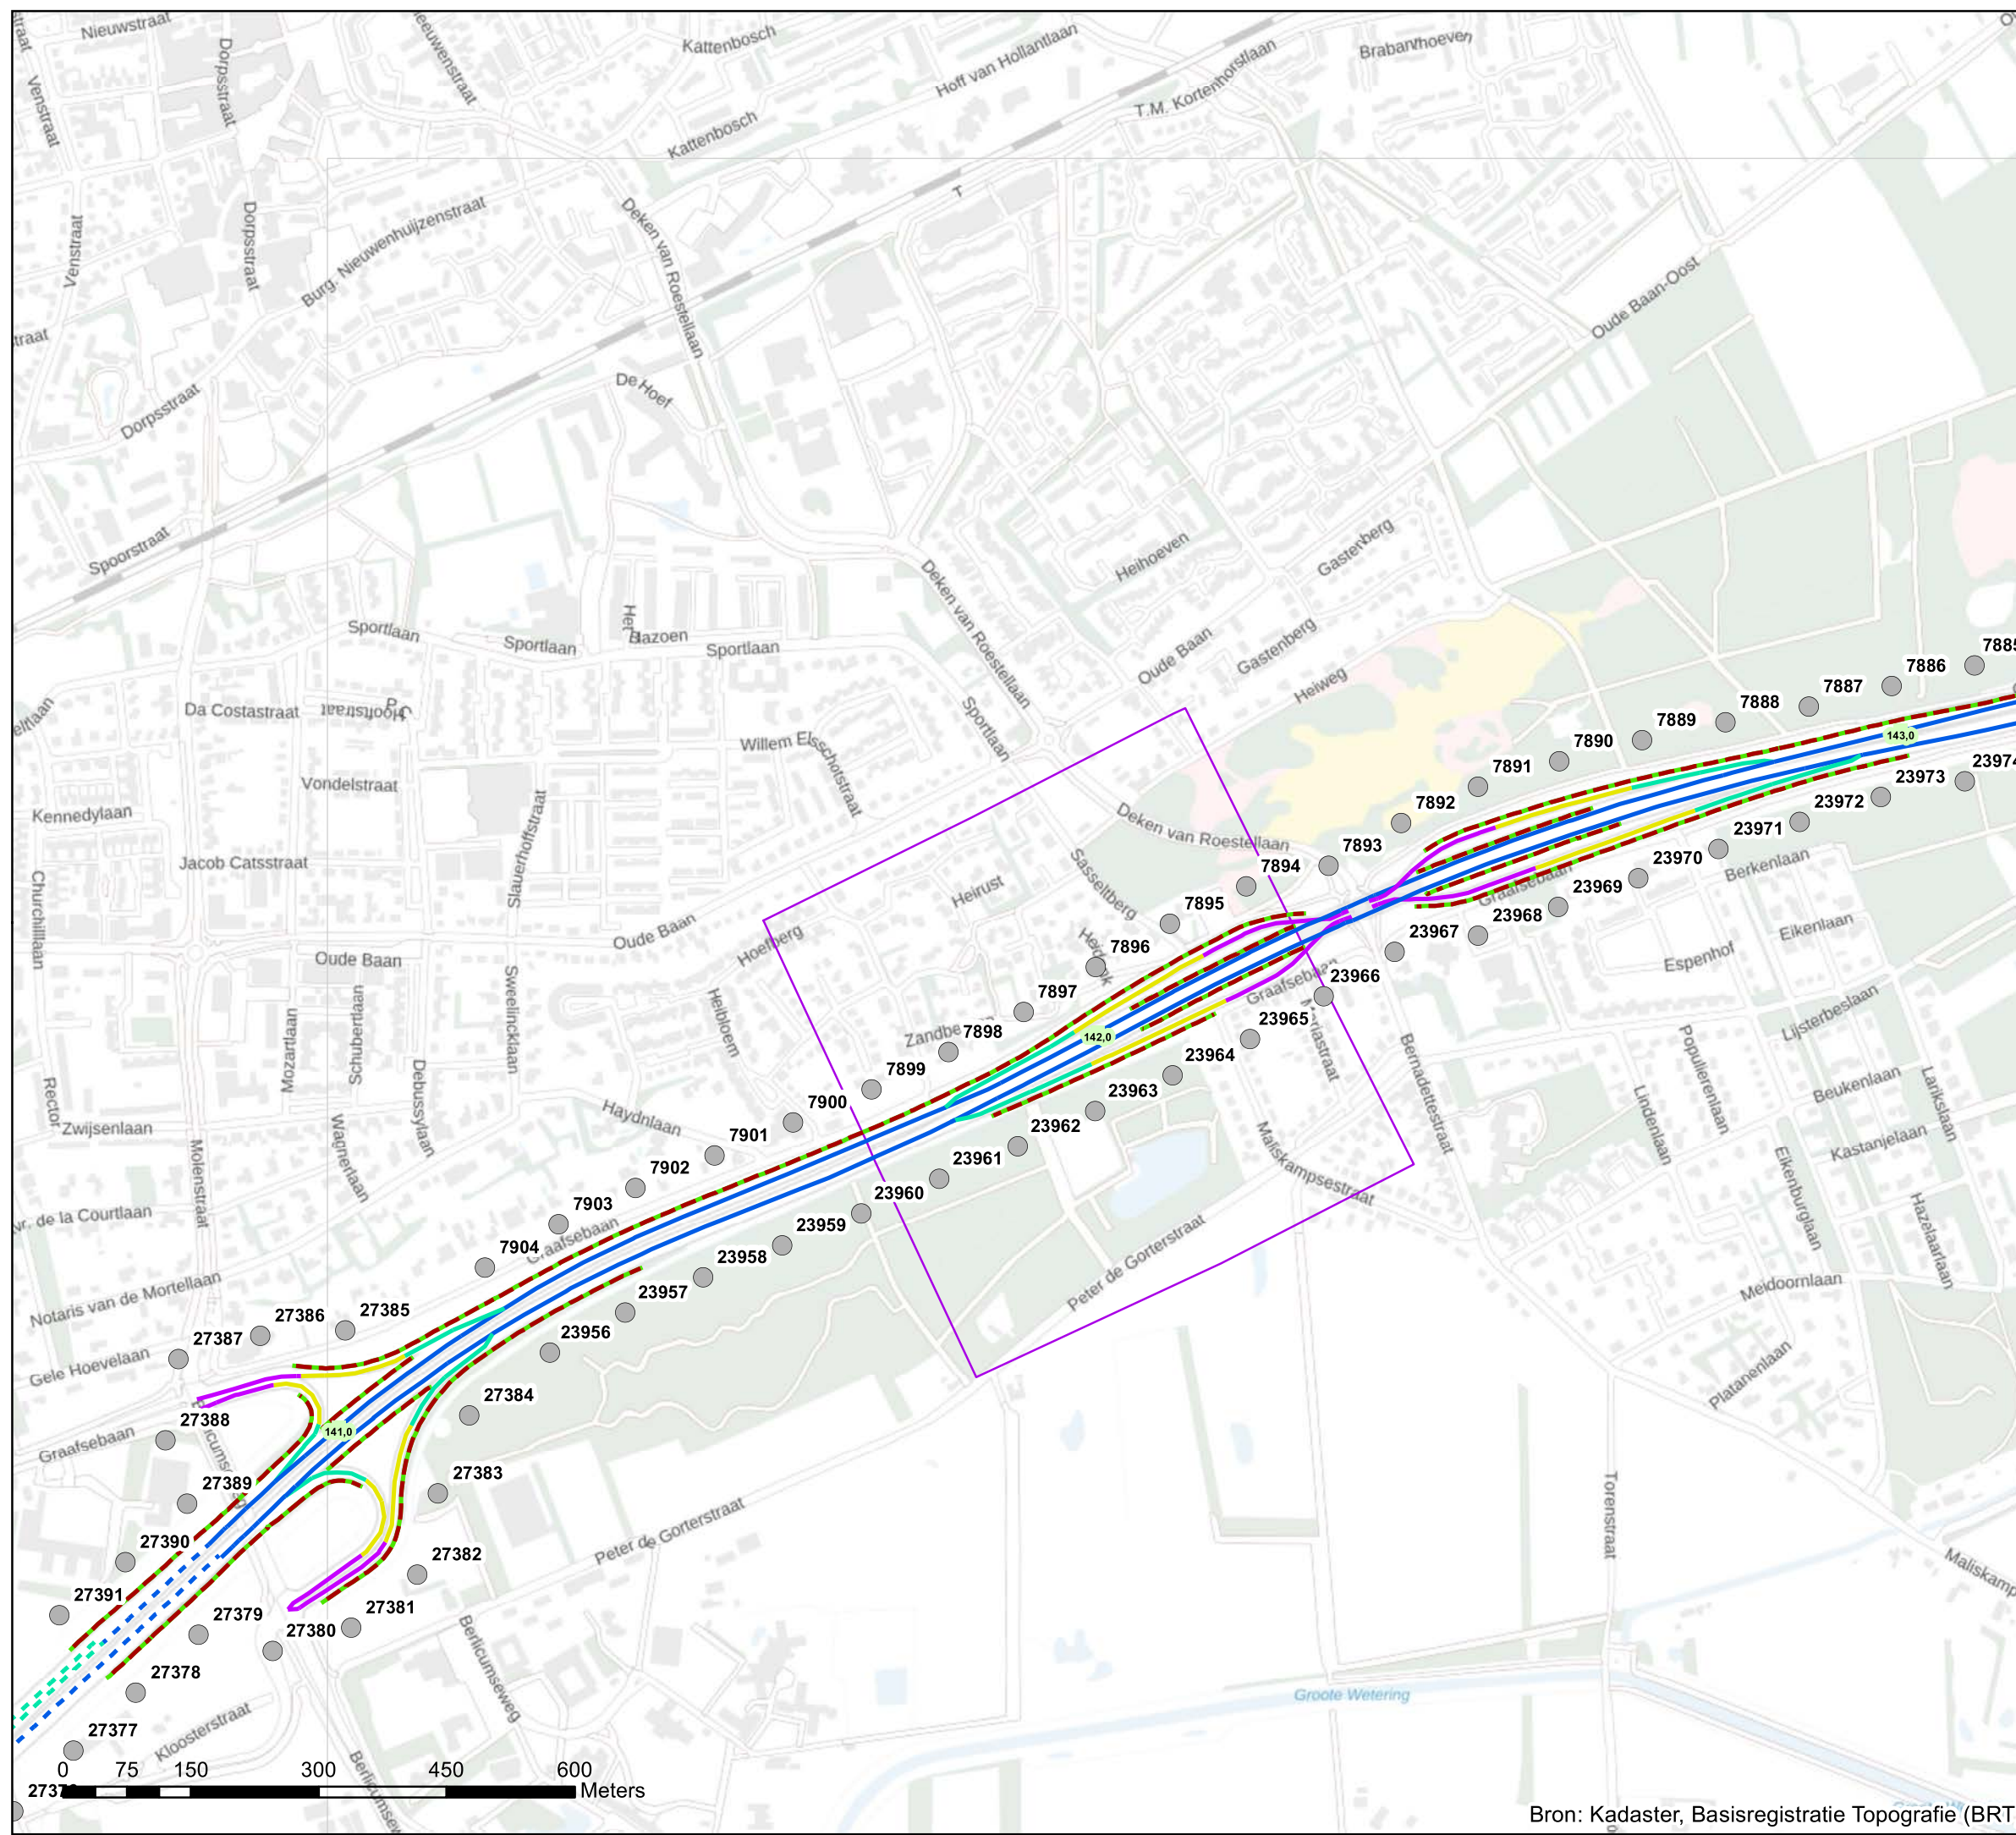 Nieuwstraat
Kattenbosch
Hoff van Hollantlaan
Dorpsstraat
Venstraat
T.M. Kortenhorstlaan
Kattenbosch
Venstraat
Dorpsstraat
Burg. Nieuwenhuijzenstraat
Deken van Roestellaan
Oude Baan-Oost
De Hoef
Dorpsstraat
Spoorstraat
Heihoeven
Gastenberg
Deken van Roestellaan
Sportlaan
Sportlaan
Sportlaan
Oude Baan
Gastenberg
Heiweg
Sportlaan
7886
7887
7888
7889
7890
7891
7892
7893
7894
7895
7896
7897
7898
7899
7900
7901
7902
7903
7904
143,0
142,0
141,0
Da Costastraat
P.C.
Hooftstraat
Willem Elsschotstraat
Vondelstraat
Kennedylaan
Jacob Catsstraat
Slauerhoffstraat
Churchilllaan
Deken van Roestellaan
Sasseltberg
Heirust
Oude Baan
Hoefberg
Oude Baan
Sweelincklaan
Heibloem
Schubertlaan
Mozartlaan
Debussylaan
Rector
Zwijsenlaan
Wagnerlaan
Haydnlaan
Molenstraat
Graafsebaan
Graafsebaan
Graafsebaan
Berkenlaan
Eikenlaan
Espenhof
Lijsterbeslaan
Populierenlaan
Beukenlaan
Larikslaan
Lindenlaan
Kastanjelaan
Eikenburglaan
Hazelaarlaan
Bernadettestraat
Maliskampsestraat
Meidoornlaan
Platanenlaan
Peter de Gorterstraat
23973
23972
23971
23970
23969
23968
23967
23966
23965
23964
23963
23962
23961
23960
23959
23958
23957
23956
Notaris van de Mortellaan
Gele Hoevelaan
Graafsebaan
27384
27385
27386
27387
27388
27389
27390
27391
27383
27382
27381
27380
27379
27378
27377
Peter de Gorterstraat
Torenstraat
Berlicumseweg
Kloosterstraat
Groote Wetering
0 75 150 300 450 600
Meters
Bron: Kadaster, Basisregistratie Topografie (BRT